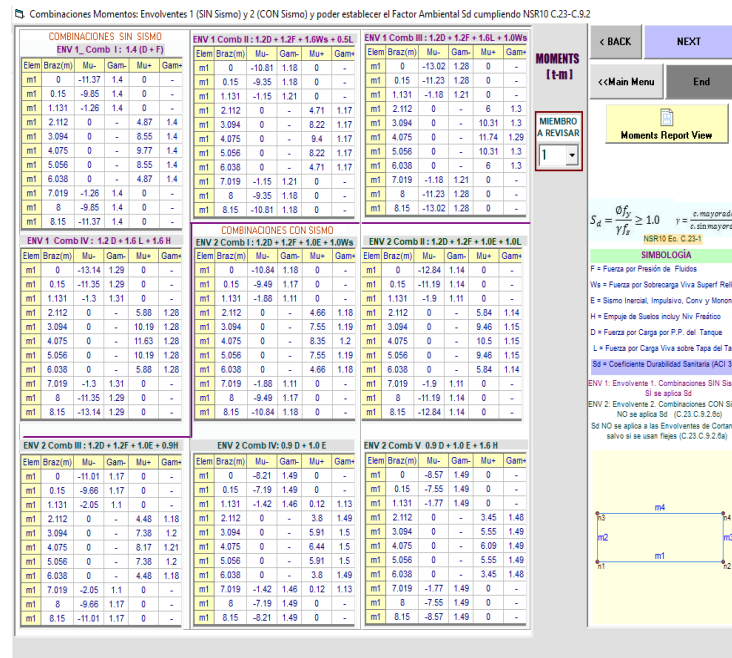 Combinaciones Momentos: Envolventes 1 (SIN Sismo) y 2 (CON Sismo) y poder establecer el Factor Ambiental Sd cumpliendo NSR10 C.23-C.9.2
COMBINACIONES SIN SISMO
ENV 1_ Comb I : 1.4 (D + F)
Elem Braz(m) Mu- Gam- Mu+ Gam+
m1 0 -11.37 1.4 0 -
m1 0.15 -9.85 1.4 0 -
m1 1.131 -1.26 1.4 0 -
m1 2.112 0 - 4.87 1.4
m1 3.094 0 - 8.55 1.4
m1 4.075 0 - 9.77 1.4
m1 5.056 0 - 8.55 1.4
m1 6.038 0 - 4.87 1.4
m1 7.019 -1.26 1.4 0 -
m1 8 -9.85 1.4 0 -
m1 8.15 -11.37 1.4 0 -
ENV 1 Comb II : 1.2D + 1.2F + 1.6Ws + 0.5L
Elem Braz(m) Mu- Gam- Mu+ Gam+
m1 0 -10.81 1.18 0 -
m1 0.15 -9.35 1.18 0 -
m1 1.131 -1.15 1.21 0 -
m1 2.112 0 - 4.71 1.17
m1 3.094 0 - 8.22 1.17
m1 4.075 0 - 9.4 1.17
m1 5.056 0 - 8.22 1.17
m1 6.038 0 - 4.71 1.17
m1 7.019 -1.15 1.21 0 -
m1 8 -9.35 1.18 0 -
m1 8.15 -10.81 1.18 0 -
ENV 1 Comb III : 1.2D + 1.2F + 1.6L + 1.0Ws
Elem Braz(m) Mu- Gam- Mu+ Gam+
m1 0 -13.02 1.28 0 -
m1 0.15 -11.23 1.28 0 -
m1 1.131 -1.18 1.21 0 -
m1 2.112 0 - 6 1.3
m1 3.094 0 - 10.31 1.3
m1 4.075 0 - 11.74 1.29
m1 5.056 0 - 10.31 1.3
m1 6.038 0 - 6 1.3
m1 7.019 -1.18 1.21 0 -
m1 8 -11.23 1.28 0 -
m1 8.15 -13.02 1.28 0 -
MOMENTS
[ t-m ]
MIEMBRO
A REVISAR
1
< BACK NEXT
<<Main Menu End
Moments Report View
ENV 1 Comb IV : 1.2 D + 1.6 L + 1.6 H
Elem Braz(m) Mu- Gam- Mu+ Gam+
m1 0 -13.14 1.29 0 -
m1 0.15 -11.35 1.29 0 -
m1 1.131 -1.3 1.31 0 -
m1 2.112 0 - 5.88 1.28
m1 3.094 0 - 10.19 1.28
m1 4.075 0 - 11.63 1.28
m1 5.056 0 - 10.19 1.28
m1 6.038 0 - 5.88 1.28
m1 7.019 -1.3 1.31 0 -
m1 8 -11.35 1.29 0 -
m1 8.15 -13.14 1.29 0 -
COMBINACIONES CON SISMO
ENV 2 Comb I : 1.2D + 1.2F + 1.0E + 1.0Ws
Elem Braz(m) Mu- Gam- Mu+ Gam+
m1 0 -10.84 1.18 0 -
m1 0.15 -9.49 1.17 0 -
m1 1.131 -1.88 1.11 0 -
m1 2.112 0 - 4.66 1.18
m1 3.094 0 - 7.55 1.19
m1 4.075 0 - 8.35 1.2
m1 5.056 0 - 7.55 1.19
m1 6.038 0 - 4.66 1.18
m1 7.019 -1.88 1.11 0 -
m1 8 -9.49 1.17 0 -
m1 8.15 -10.84 1.18 0 -
ENV 2 Comb II : 1.2D + 1.2F + 1.0E + 1.0L
Elem Braz(m) Mu- Gam- Mu+ Gam+
m1 0 -12.84 1.14 0 -
m1 0.15 -11.19 1.14 0 -
m1 1.131 -1.9 1.11 0 -
m1 2.112 0 - 5.84 1.14
m1 3.094 0 - 9.46 1.15
m1 4.075 0 - 10.5 1.15
m1 5.056 0 - 9.46 1.15
m1 6.038 0 - 5.84 1.14
m1 7.019 -1.9 1.11 0 -
m1 8 -11.19 1.14 0 -
m1 8.15 -12.84 1.14 0 -
ENV 2 Comb III : 1.2D + 1.2F + 1.0E + 0.9H
Elem Braz(m) Mu- Gam- Mu+ Gam+
m1 0 -11.01 1.17 0 -
m1 0.15 -9.66 1.17 0 -
m1 1.131 -2.05 1.1 0 -
m1 2.112 0 - 4.48 1.18
m1 3.094 0 - 7.38 1.2
m1 4.075 0 - 8.17 1.21
m1 5.056 0 - 7.38 1.2
m1 6.038 0 - 4.48 1.18
m1 7.019 -2.05 1.1 0 -
m1 8 -9.66 1.17 0 -
m1 8.15 -11.01 1.17 0 -
ENV 2 Comb IV: 0.9 D + 1.0 E
Elem Braz(m) Mu- Gam- Mu+ Gam+
m1 0 -8.21 1.49 0 -
m1 0.15 -7.19 1.49 0 -
m1 1.131 -1.42 1.46 0.12 1.13
m1 2.112 0 - 3.8 1.49
m1 3.094 0 - 5.91 1.5
m1 4.075 0 - 6.44 1.5
m1 5.056 0 - 5.91 1.5
m1 6.038 0 - 3.8 1.49
m1 7.019 -1.42 1.46 0.12 1.13
m1 8 -7.19 1.49 0 -
m1 8.15 -8.21 1.49 0 -
ENV 2 Comb V 0.9 D + 1.0 E + 1.6 H
Elem Braz(m) Mu- Gam- Mu+ Gam+
m1 0 -8.57 1.49 0 -
m1 0.15 -7.55 1.49 0 -
m1 1.131 -1.77 1.49 0 -
m1 2.112 0 - 3.45 1.48
m1 3.094 0 - 5.55 1.49
m1 4.075 0 - 6.09 1.49
m1 5.056 0 - 5.55 1.49
m1 6.038 0 - 3.45 1.48
m1 7.019 -1.77 1.49 0 -
m1 8 -7.55 1.49 0 -
m1 8.15 -8.57 1.49 0 -
S_d = Øf_y / γf_s ≥ 1.0 γ = c.mayorada / c.sinmayora
NSR10 Ec. C.23-1
SIMBOLOGÍA
F = Fuerza por Presión de Fluidos
Ws = Fuerza por Sobrecarga Viva Superf Rell
E = Sismo Inercial, Impulsivo, Conv y Monon
H = Empuje de Suelos incluy Niv Freático
D = Fuerza por Carga por P.P. del Tanque
L = Fuerza por Carga Viva sobre Tapa del Ta
Sd = Coeficiente Durabilidad Sanitaria (ACI 3
ENV 1: Envolvente 1. Combinaciones SIN Sis
SI se aplica Sd
ENV 2: Envolvente 2. Combinaciones CON Si
NO se aplica Sd (C.23.C.9.2.6c)
Sd NO se aplica a las Envolventes de Cortan
salvo si se usan flejes (C.23.C.9.2.6a)
m4
n3 n4
m2 m3
m1
n1 n2